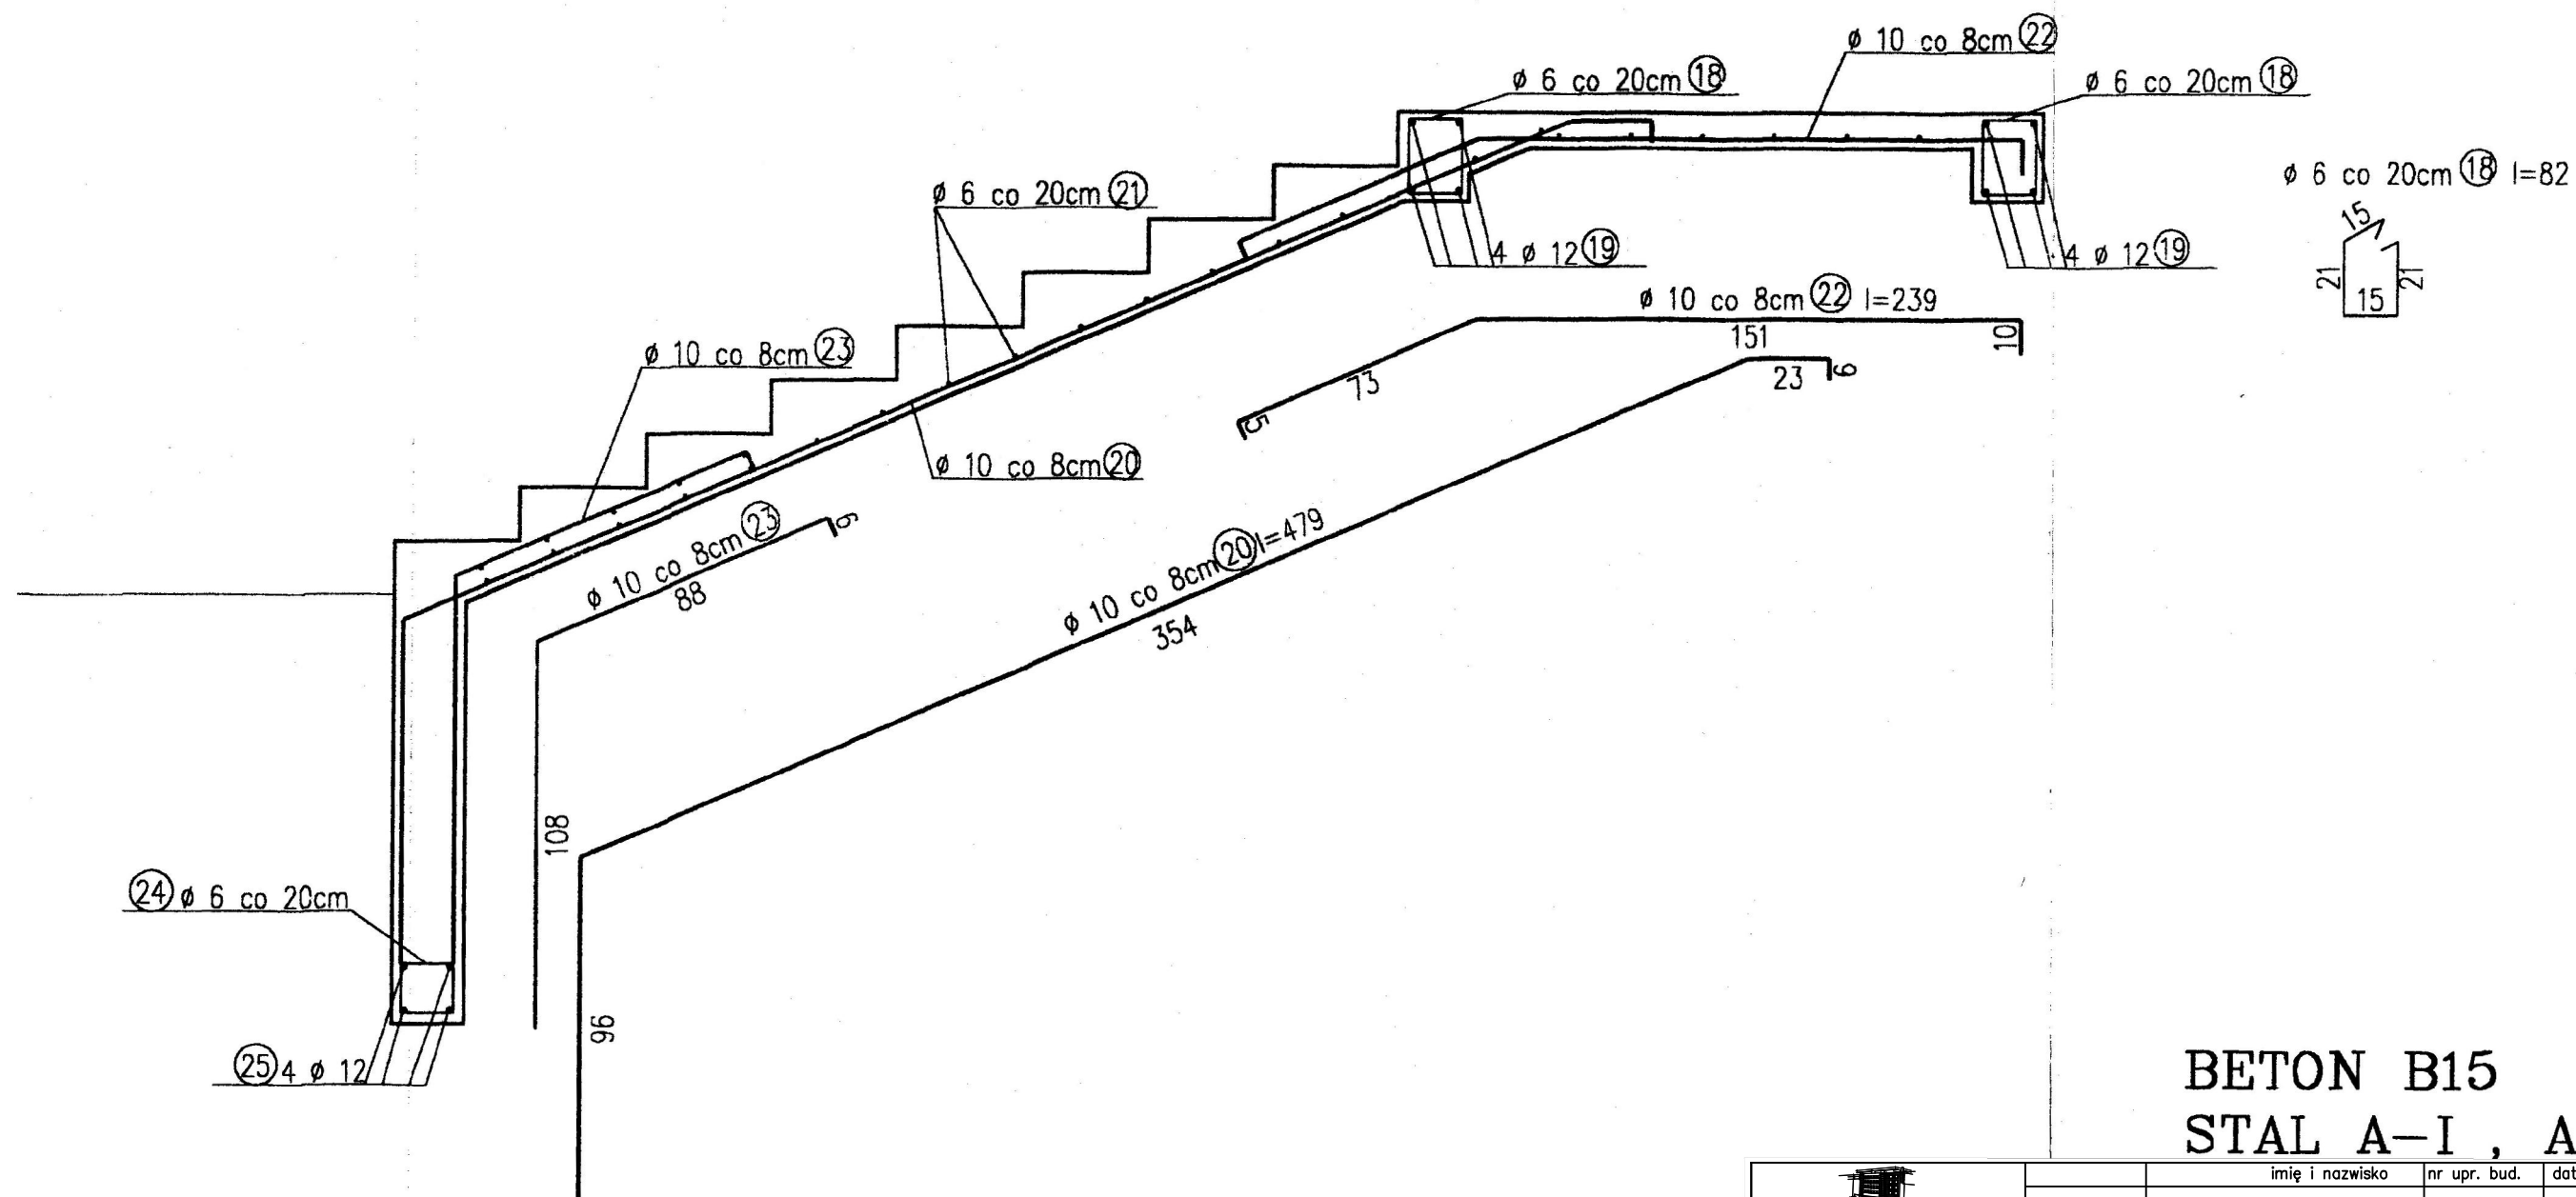 ø 10 co 8cm 22
ø 6 co 20cm 18
ø 6 co 20cm 18
ø 6 co 20cm 18 l=82
15
21
21
15
ø 6 co 20cm 21
4 ø 12 19
4 ø 12 19
ø 10 co 8cm 22 l=239
151
10
73
5
23
6
ø 10 co 8cm 23
ø 10 co 8cm 20
ø 10 co 8cm 23
88
6
ø 10 co 8cm 20 l=479
354
108
96
24 ø 6 co 20cm
25 4 ø 12
BETON B15
STAL A-I , A
imię i nazwisko
nr upr. bud.
dat